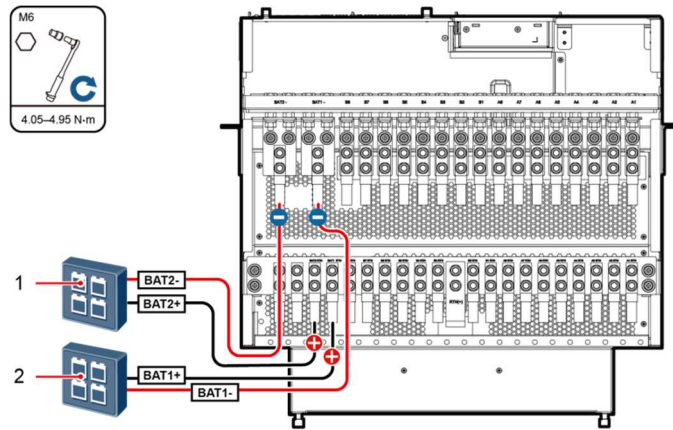 M6
4.05–4.95 N·m
BAT2- BAT1- B8 B7 B6 B5 B4 B3 B2 B1 A8 A7 A6 A5 A4 A3 A2 A1
RTN(+)
1
BAT2-
BAT2+
2
BAT1+
BAT1-